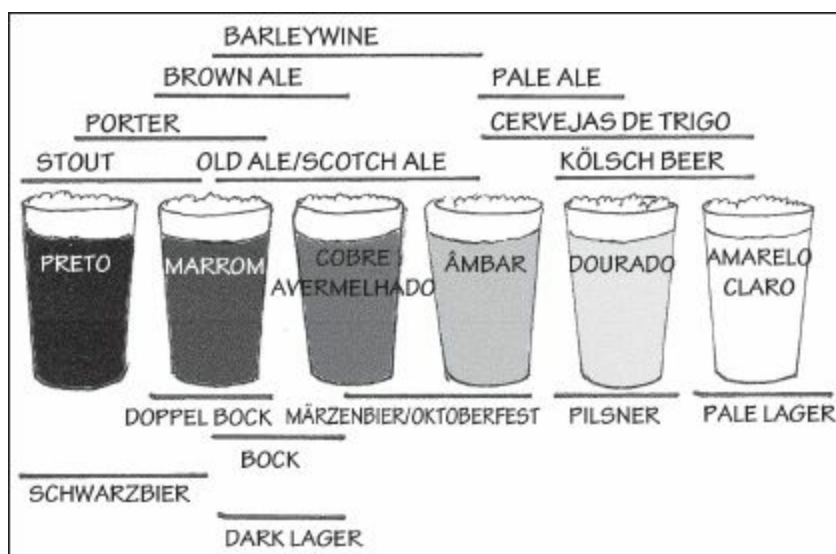 BARLEYWINE
BROWN ALE PALE ALE
PORTER CERVEJAS DE TRIGO
STOUT OLD ALE/SCOTCH ALE KÖLSCH BEER
PRETO MARROM COBRE AVERMELHADO ÂMBAR DOURADO AMARELO CLARO
DOPPEL BOCK MÄRZENBIER/OKTOBERFEST PILSNER PALE LAGER
BOCK
SCHWARZBIER
DARK LAGER